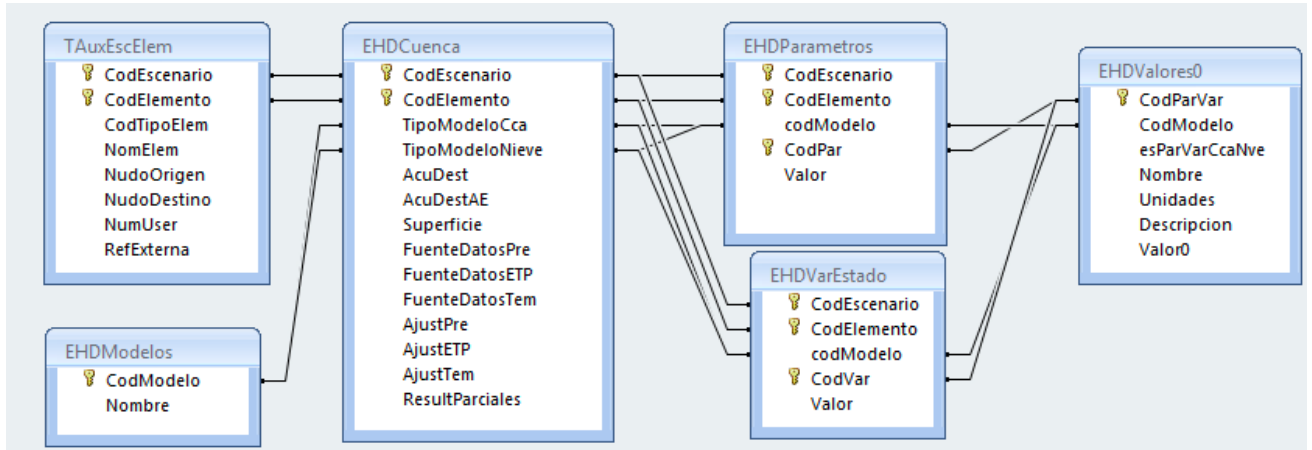 TAuxEscElem
CodEscenario
CodElemento
CodTipoElem
NomElem
NudoOrigen
NudoDestino
NumUser
RefExterna
EHDModelos
CodModelo
Nombre
EHDCuenca
CodEscenario
CodElemento
TipoModeloCca
TipoModeloNieve
AcuDest
AcuDestAE
Superficie
FuenteDatosPre
FuenteDatosETP
FuenteDatosTem
AjustPre
AjustETP
AjustTem
ResultParciales
EHDParametros
CodEscenario
CodElemento
codModelo
CodPar
Valor
EHDVarEstado
CodEscenario
CodElemento
codModelo
CodVar
Valor
EHDValores0
CodParVar
CodModelo
esParVarCcaNve
Nombre
Unidades
Descripcion
Valor0